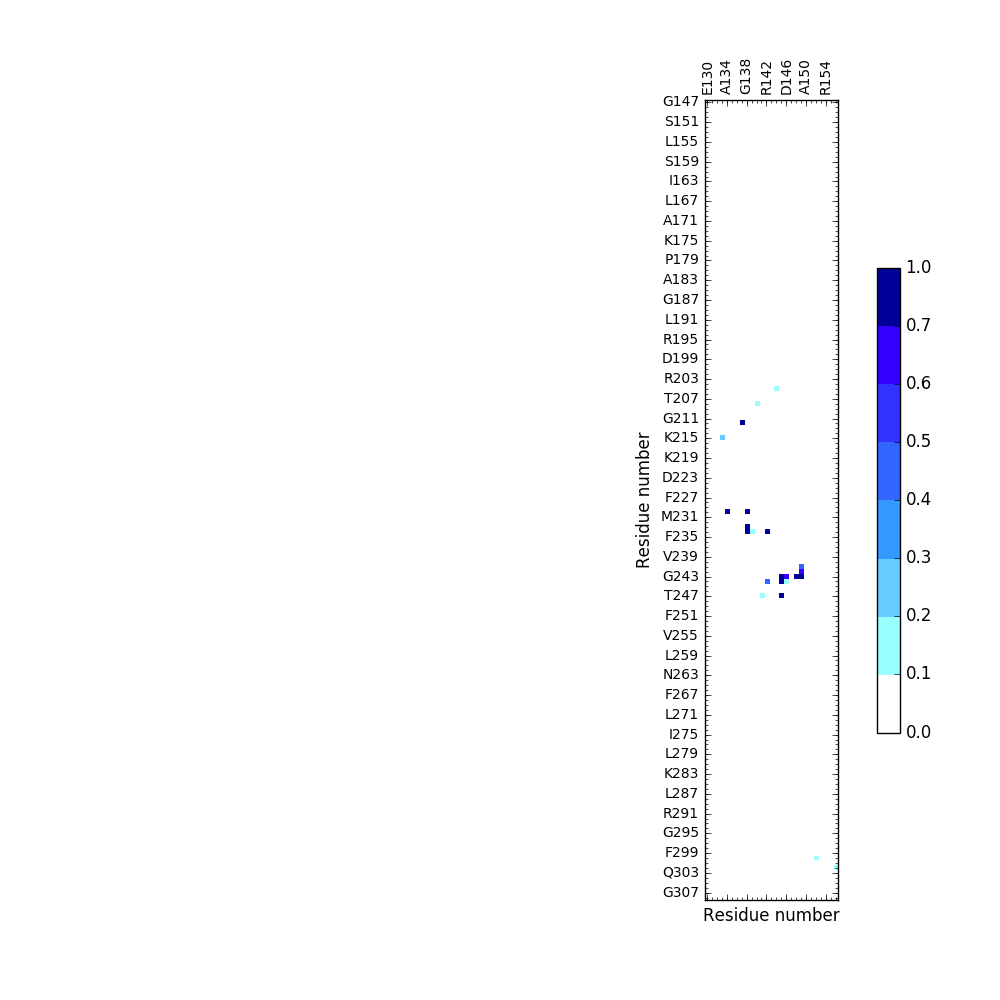 E130
A134
G138
R142
D146
A150
R154
G147
S151
L155
S159
I163
L167
A171
K175
P179
A183
G187
L191
R195
D199
R203
T207
G211
K215
K219
D223
F227
M231
F235
V239
G243
T247
F251
V255
L259
N263
F267
L271
I275
L279
K283
L287
R291
G295
F299
Q303
G307
Residue number
Residue number
1.0
0.7
0.6
0.5
0.4
0.3
0.2
0.1
0.0